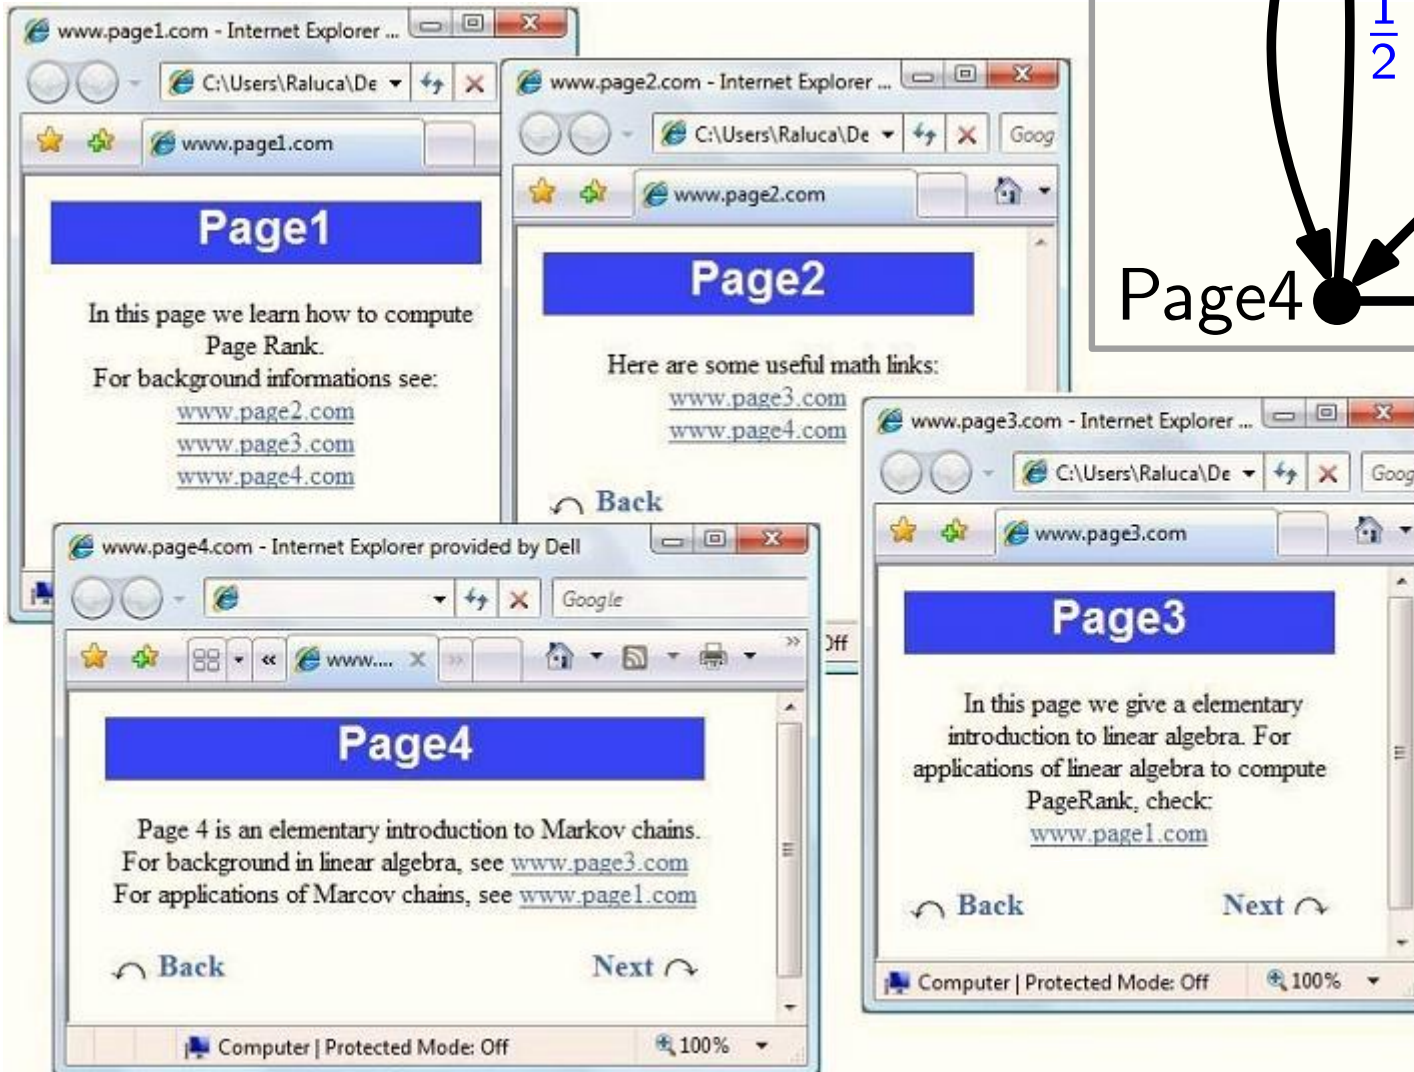 www.page1.com - Internet Explorer ...
C:\Users\Raluca\De
www.page1.com
Page1
In this page we learn how to compute
Page Rank.
For background informations see:
www.page2.com
www.page3.com
www.page4.com
www.page2.com - Internet Explorer ...
C:\Users\Raluca\De
Goog
www.page2.com
Page2
Here are some useful math links:
www.page3.com
www.page4.com
Back
Off
1
2
Page4
www.page3.com - Internet Explorer ...
C:\Users\Raluca\De
Goog
www.page3.com
Page3
In this page we give a elementary
introduction to linear algebra. For
applications of linear algebra to compute
PageRank, check:
www.page1.com
Back Next
Computer | Protected Mode: Off 100%
www.page4.com - Internet Explorer provided by Dell
Google
www....
Page4
Page 4 is an elementary introduction to Markov chains.
For background in linear algebra, see www.page3.com
For applications of Marcov chains, see www.page1.com
Back Next
Computer | Protected Mode: Off 100%